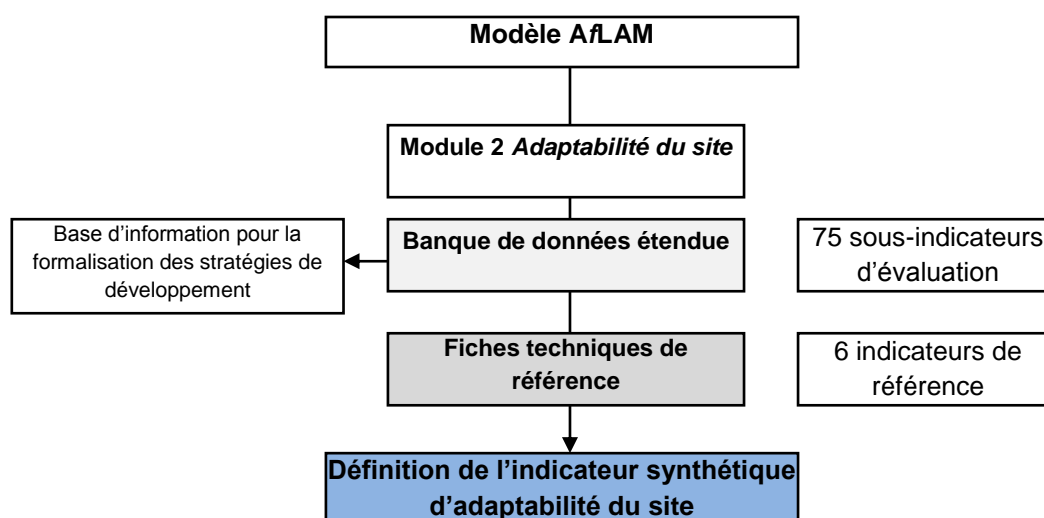 Modèle AfLAM
Module 2 Adaptabilité du site
Base d'information pour la
formalisation des stratégies de
développement
Banque de données étendue
75 sous-indicateurs
d'évaluation
Fiches techniques de
référence
6 indicateurs de
référence
Définition de l'indicateur synthétique
d'adaptabilité du site